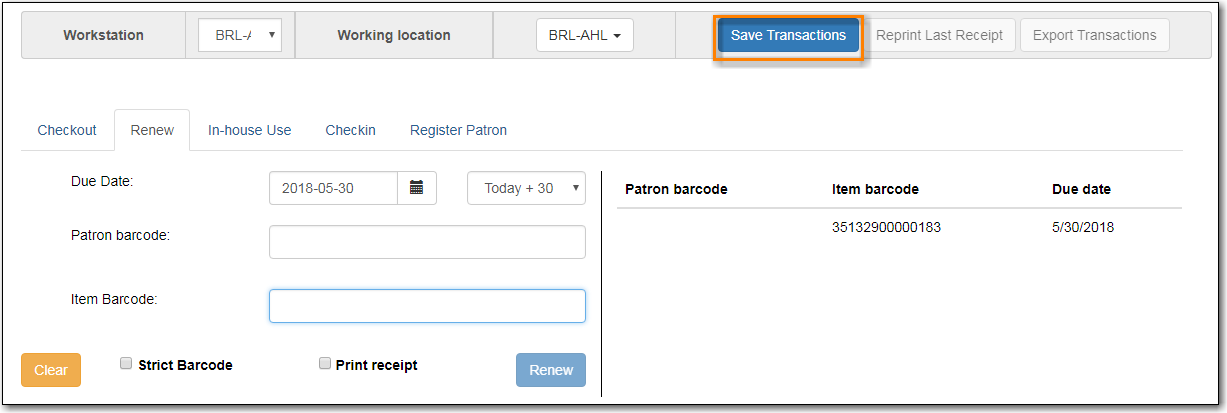 Workstation BRL-A Working location BRL-AHL Save Transactions Reprint Last Receipt Export Transactions
Checkout Renew In-house Use Checkin Register Patron
Due Date: 2018-05-30 Today + 30 Patron barcode Item barcode Due date
Patron barcode: 35132900000183 5/30/2018
Item Barcode:
Clear Strict Barcode Print receipt Renew